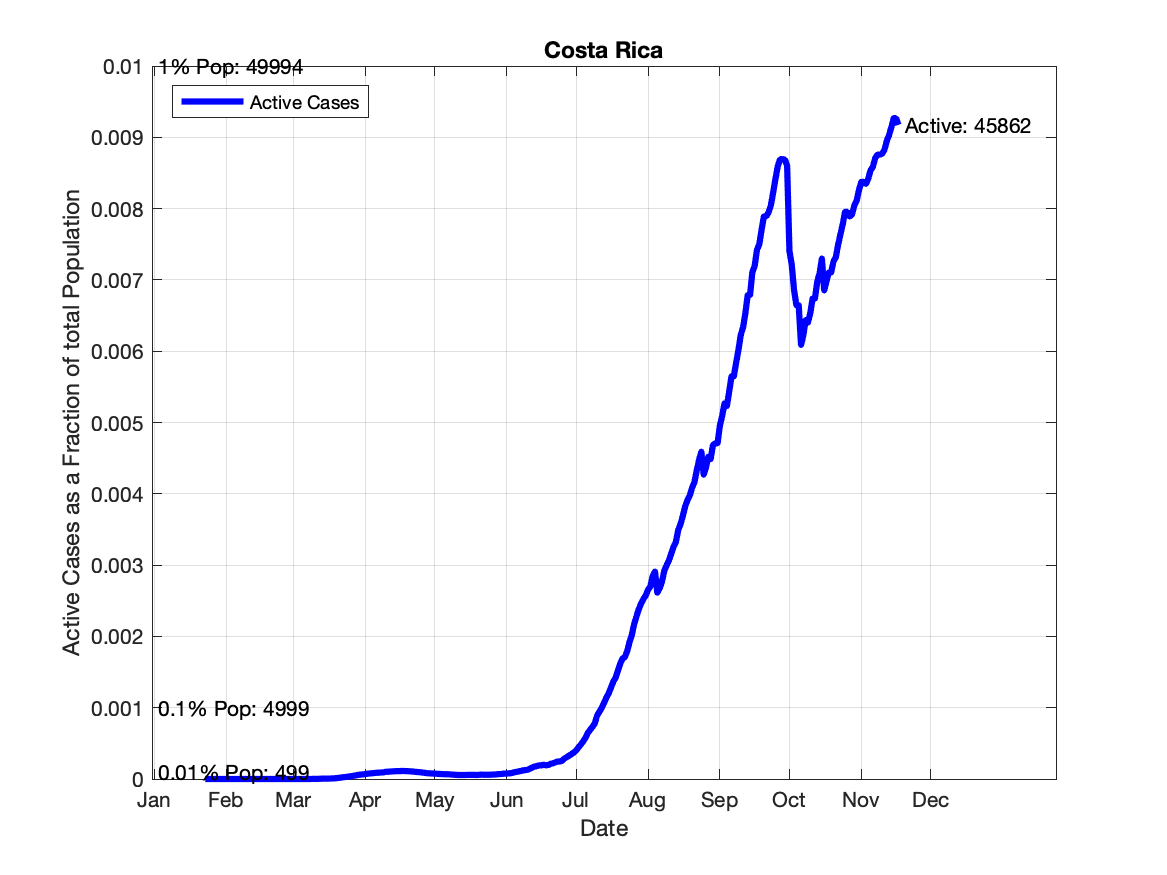 Costa Rica
0.01
1% Pop: 49994
Active Cases
0.009
Active: 45862
0.008
0.007
0.006
0.005
0.004
0.003
0.002
0.001
0.1% Pop: 4999
0
0.01% Pop: 499
Active Cases as a Fraction of total Population
Jan Feb Mar Apr May Jun Jul Aug Sep Oct Nov Dec
Date